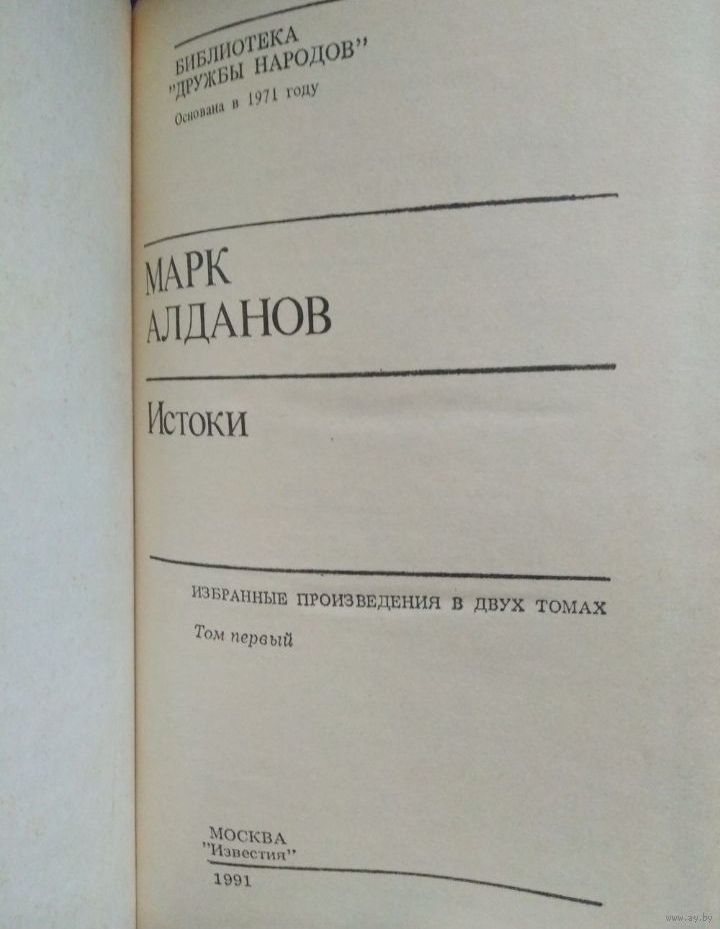 БИБЛИОТЕКА
"ДРУЖБЫ НАРОДОВ"
Основана в 1971 году
МАРК
АЛДАНОВ
Истоки
ИЗБРАННЫЕ ПРОИЗВЕДЕНИЯ В ДВУХ ТОМАХ
Том первый
МОСКВА
"Известия"
1991
www.ay.by